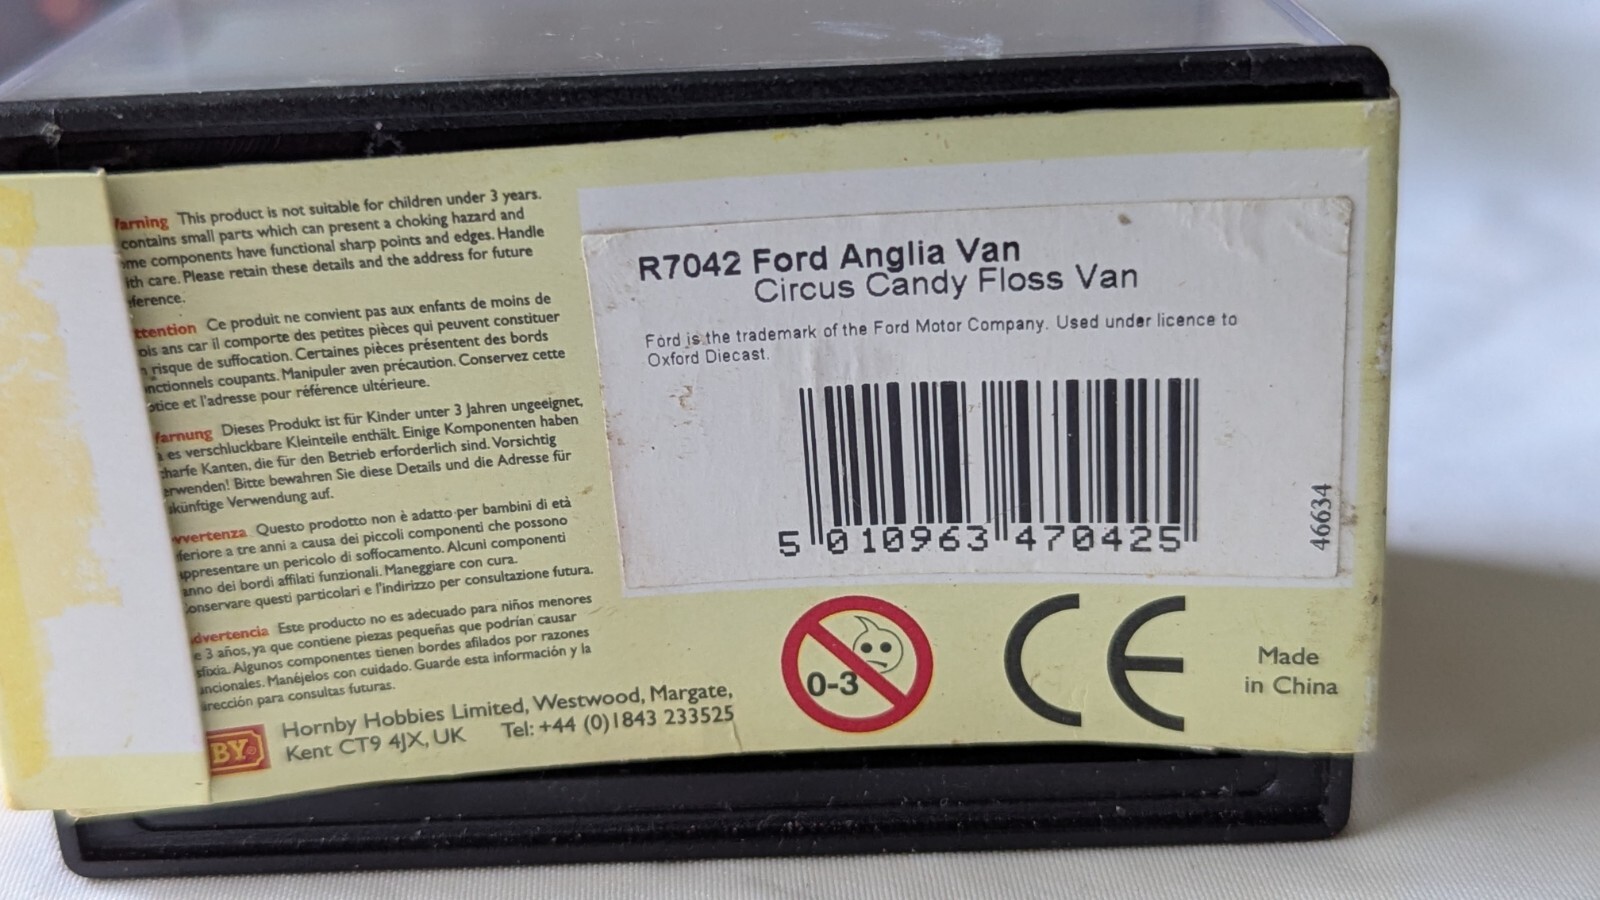 This product is not suitable for children under 3 years.
contains small parts which can present a choking hazard and
components have functional sharp points and edges. Handle
care. Please retain these details and the address for future
Ce produit ne convient pas aux enfants de moins de
ans car il comporte des petites pièces qui peuvent constituer
risque de suffocation. Certaines pièces présentent des bords
coupants. Manipuler aven précaution. Conservez cette
et l'adresse pour référence ultérieure.
Dieses Produkt ist für Kinder unter 3 Jahren ungeeignet,
es verschluckbare Kleinteile enthält. Einige Komponenten haben
Kanten, die für den Betrieb erforderlich sind. Vorsichtig
Bitte bewahren Sie diese Details und die Adresse für
Verwendung auf.
Questo prodotto non è adatto per bambini di età
a tre anni a causa dei piccoli componenti che possono
un pericolo di soffocamento. Alcuni componenti
dei bordi affilati funzionali. Maneggiare con cura.
questi particolari e l'indirizzo per consultazione futura.
Este producto no es adecuado para niños menores
3 años, ya que contiene piezas pequeñas que podrían causar
Algunos componentes tienen bordes afilados por razones
Manéjelos con cuidado. Guarde esta información y la
para consultas futuras.
BY
Hornby Hobbies Limited, Westwood, Margate,
Kent CT9 4JX, UK Tel: +44 (0)1843 233525
R7042 Ford Anglia Van
Circus Candy Floss Van
Ford is the trademark of the Ford Motor Company. Used under licence to
Oxford Diecast.
5 010963 470425
46634
0-3
CE
Made
in China